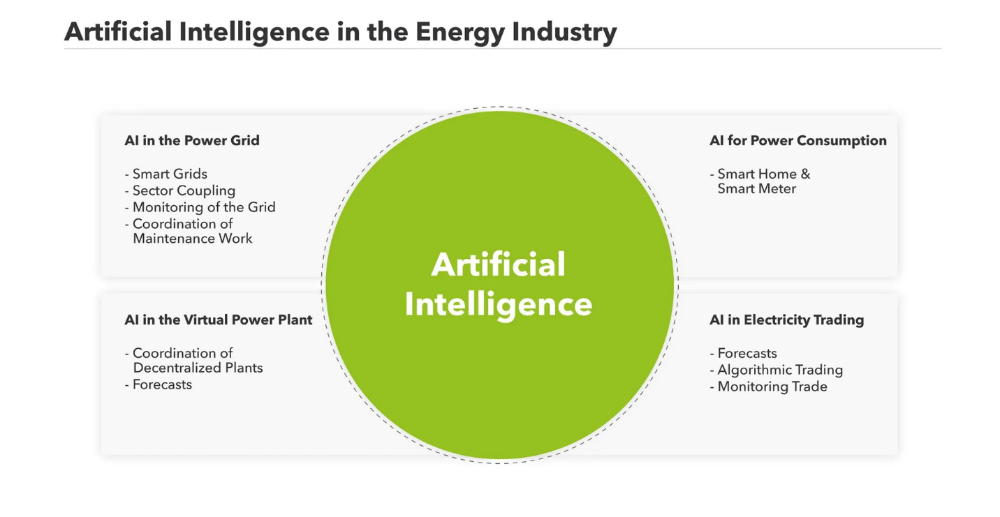 Artificial Intelligence in the Energy Industry
AI in the Power Grid
- Smart Grids
- Sector Coupling
- Monitoring of the Grid
- Coordination of
Maintenance Work
AI for Power Consumption
- Smart Home &
Smart Meter
Artificial
Intelligence
AI in the Virtual Power Plant
- Coordination of
Decentralized Plants
- Forecasts
AI in Electricity Trading
- Forecasts
- Algorithmic Trading
- Monitoring Trade